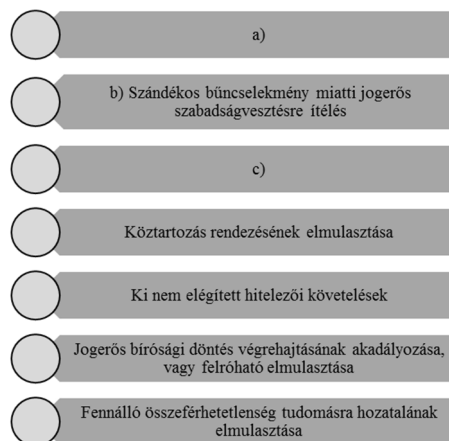 a)
b) Szándékos bűncselekmény miatti jogerős
szabadságvesztésre ítélés
c)
Köztartozás rendezésének elmulasztása
Ki nem elégített hitelezői követelések
Jogerős bírósági döntés végrehajtásának akadályozása,
vagy felróható elmulasztása
Fennálló összeférhetetlenség tudomásra hozatalának
elmulasztása